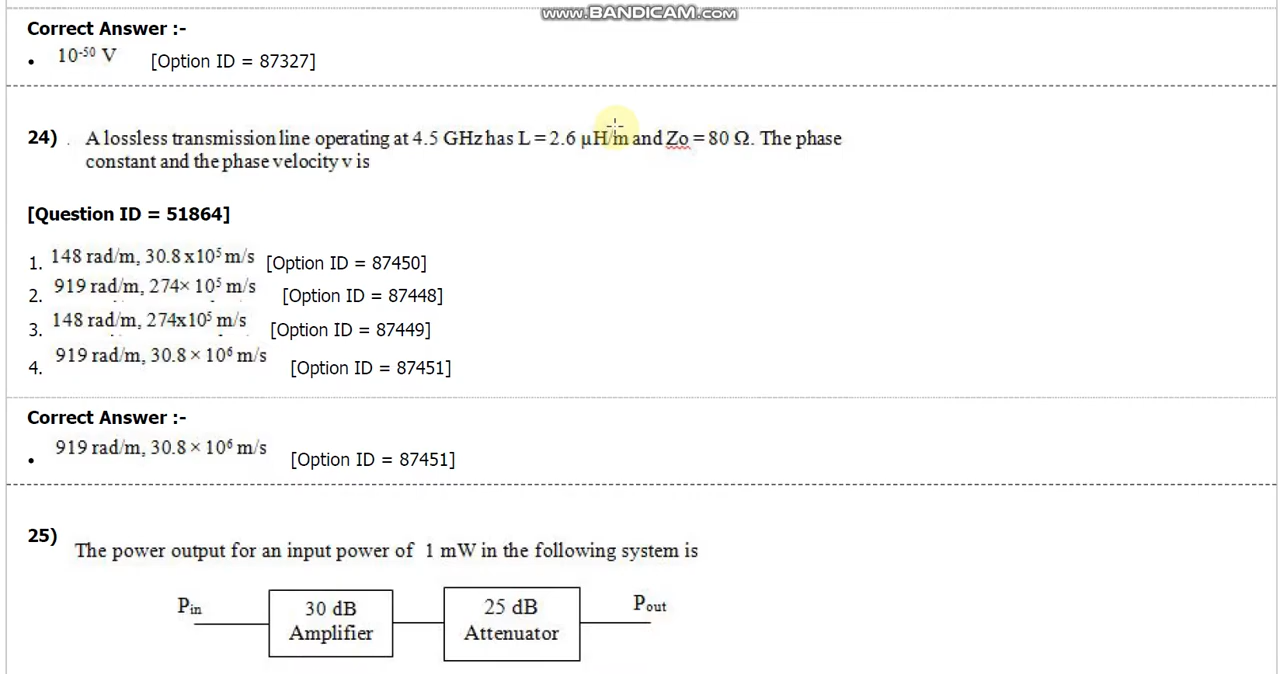 www.BANDICAM.com
Correct Answer :-
• 10-50 V [Option ID = 87327]
24) . A lossless transmission line operating at 4.5 GHz has L = 2.6 µH/m and Zo = 80 Ω. The phase
constant and the phase velocity v is
[Question ID = 51864]
1. 148 rad/m, 30.8 x10⁵ m/s [Option ID = 87450]
2. 919 rad/m, 274× 10⁵ m/s [Option ID = 87448]
3. 148 rad/m, 274x10⁵ m/s [Option ID = 87449]
4. 919 rad/m, 30.8 × 10⁶ m/s [Option ID = 87451]
Correct Answer :-
• 919 rad/m, 30.8 × 10⁶ m/s [Option ID = 87451]
25) The power output for an input power of 1 mW in the following system is
Pin 30 dB 25 dB Pout
Amplifier Attenuator